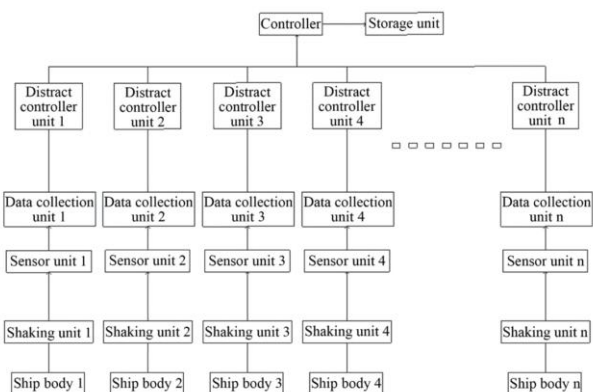 Controller
Storage unit
Distract
controller
unit 1
Distract
controller
unit 2
Distract
controller
unit 3
Distract
controller
unit 4
Distract
controller
unit n
Data collection
unit 1
Data collection
unit 2
Data collection
unit 3
Data collection
unit 4
Data collection
unit n
Sensor unit 1
Sensor unit 2
Sensor unit 3
Sensor unit 4
Sensor unit n
Shaking unit 1
Shaking unit 2
Shaking unit 3
Shaking unit 4
Shaking unit n
Ship body 1
Ship body 2
Ship body 3
Ship body 4
Ship body n